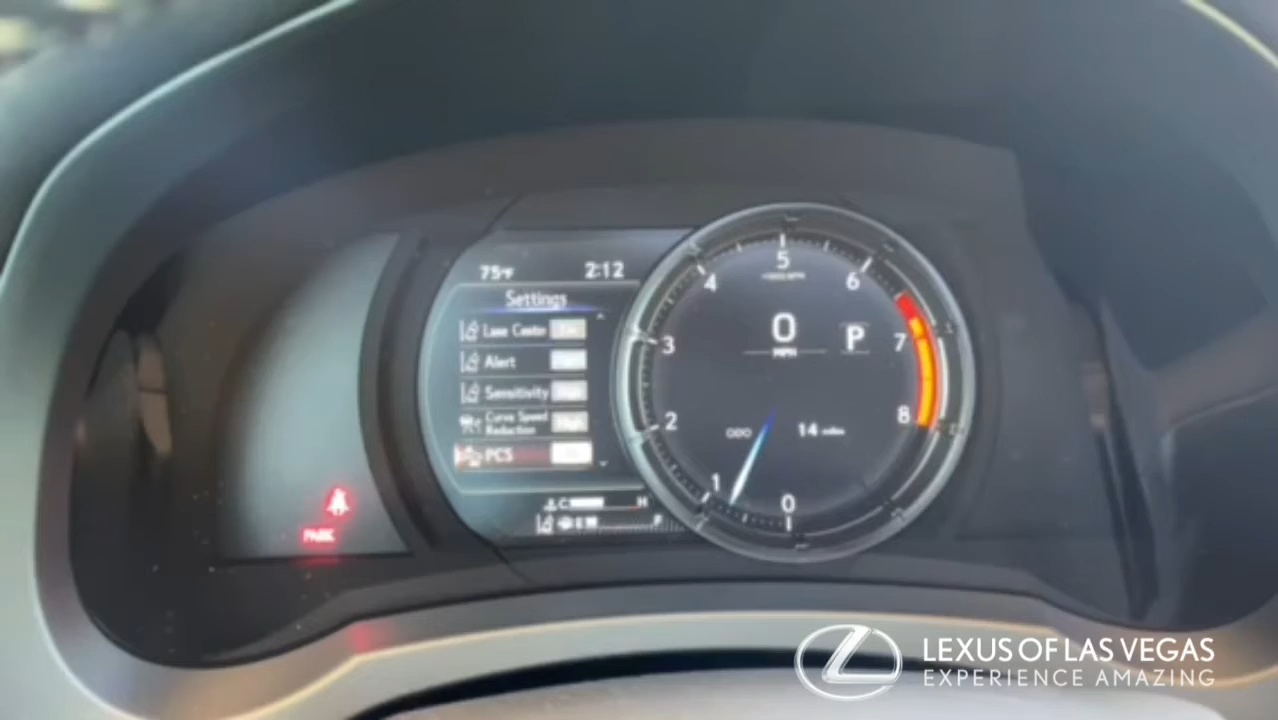 75°F 2:12
Settings
Lane Center
Alert
Sensitivity
Curve Speed
Reduction
PCS
C H
E F
PARK
0
1
2
3
4
5
6
7
8
0
MPH
P
ODO 14 miles
LEXUS OF LAS VEGAS
EXPERIENCE AMAZING